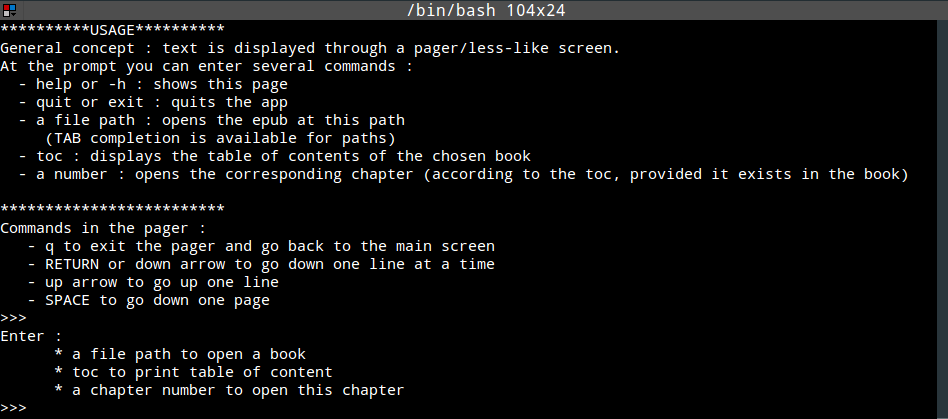 /bin/bash 104x24
**********USAGE**********
General concept : text is displayed through a pager/less-like screen.
At the prompt you can enter several commands :
  - help or -h : shows this page
  - quit or exit : quits the app
  - a file path : opens the epub at this path
     (TAB completion is available for paths)
  - toc : displays the table of contents of the chosen book
  - a number : opens the corresponding chapter (according to the toc, provided it exists in the book)
*************************
Commands in the pager :
   - q to exit the pager and go back to the main screen
   - RETURN or down arrow to go down one line at a time
   - up arrow to go up one line
   - SPACE to go down one page
>>>
Enter :
      * a file path to open a book
      * toc to print table of content
      * a chapter number to open this chapter
>>>